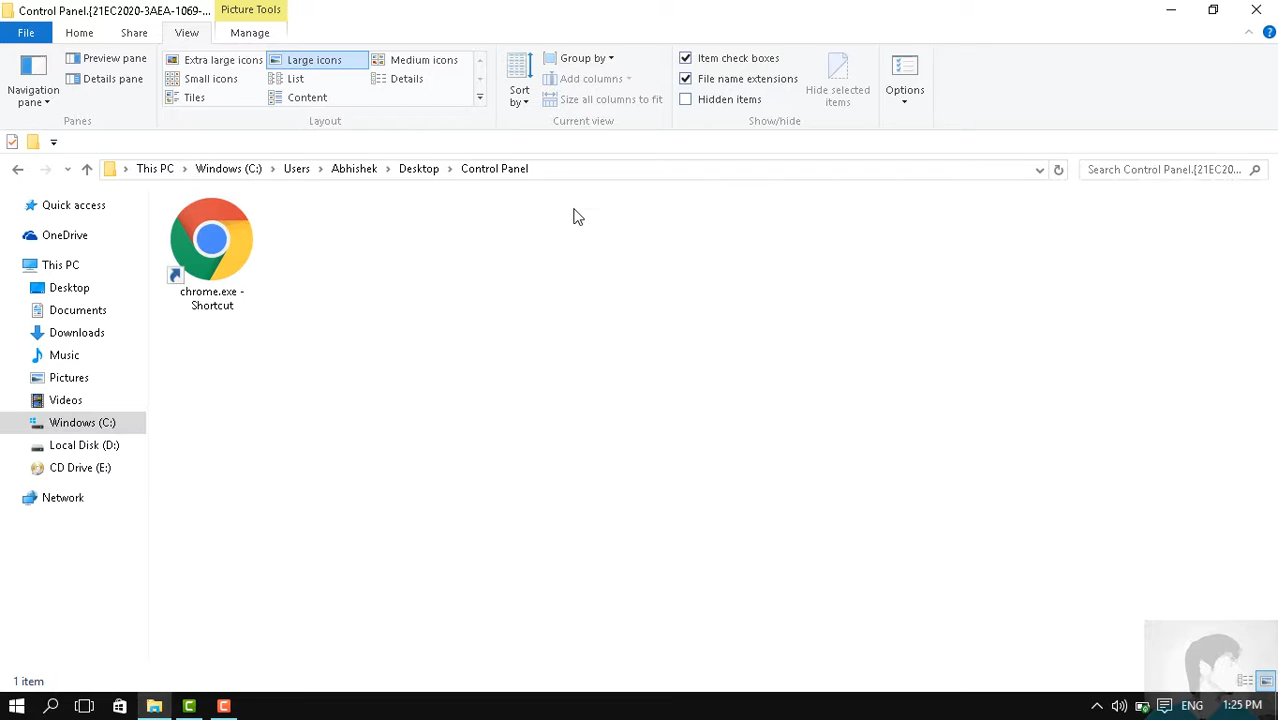 Control Panel.{21EC2020-3AEA-1069-...
Picture Tools
File
Home
Share
View
Manage
Navigation pane
Preview pane
Details pane
Panes
Extra large icons
Large icons
Medium icons
Small icons
List
Details
Tiles
Content
Layout
Sort by
Group by
Add columns
Size all columns to fit
Current view
Item check boxes
File name extensions
Hidden items
Hide selected items
Show/hide
Options
This PC > Windows (C:) > Users > Abhishek > Desktop > Control Panel
Search Control Panel.{21EC20...
Quick access
OneDrive
This PC
Desktop
Documents
Downloads
Music
Pictures
Videos
Windows (C:)
Local Disk (D:)
CD Drive (E:)
Network
chrome.exe -
Shortcut
1 item
ENG
1:25 PM